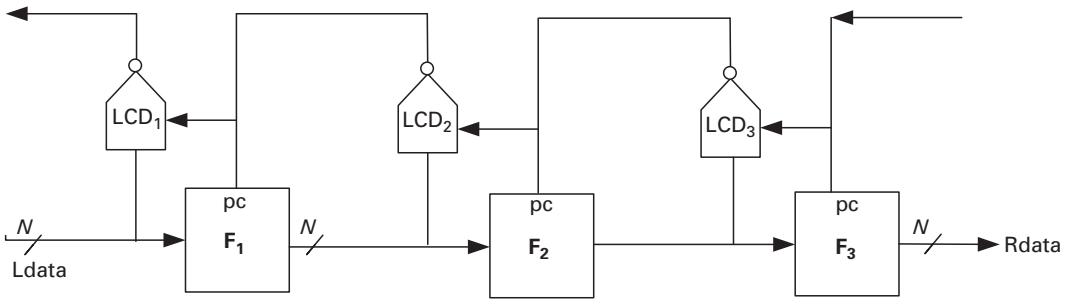 LCD₁
LCD₂
LCD₃
pc
pc
pc
N
N
N
F₁
F₂
F₃
Ldata
Rdata